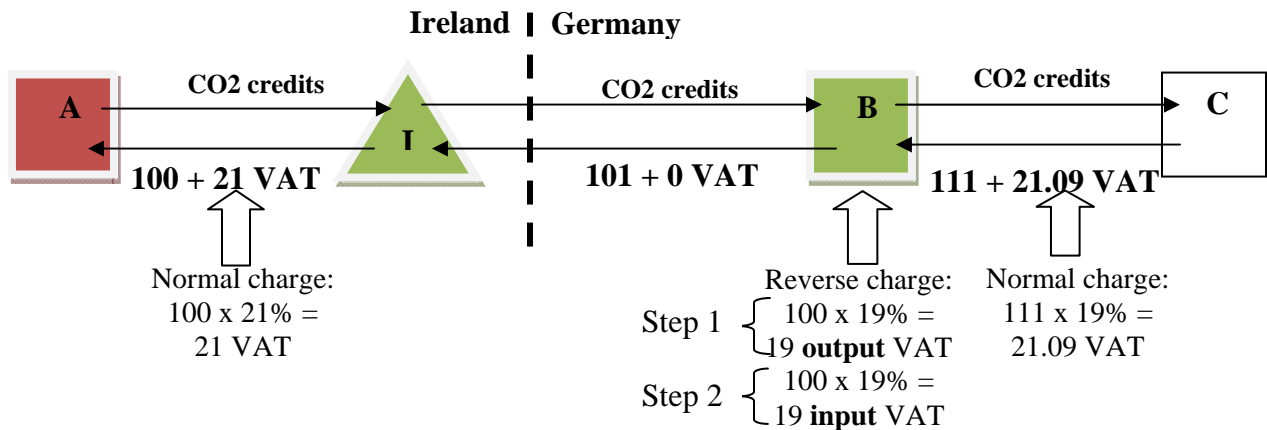 Ireland Germany
A
CO2 credits
I
CO2 credits
B
CO2 credits
C
100 + 21 VAT
101 + 0 VAT
111 + 21.09 VAT
Normal charge:
100 x 21% =
21 VAT
Step 1
Reverse charge:
100 x 19% =
19 output VAT
Step 2
100 x 19% =
19 input VAT
Normal charge:
111 x 19% =
21.09 VAT